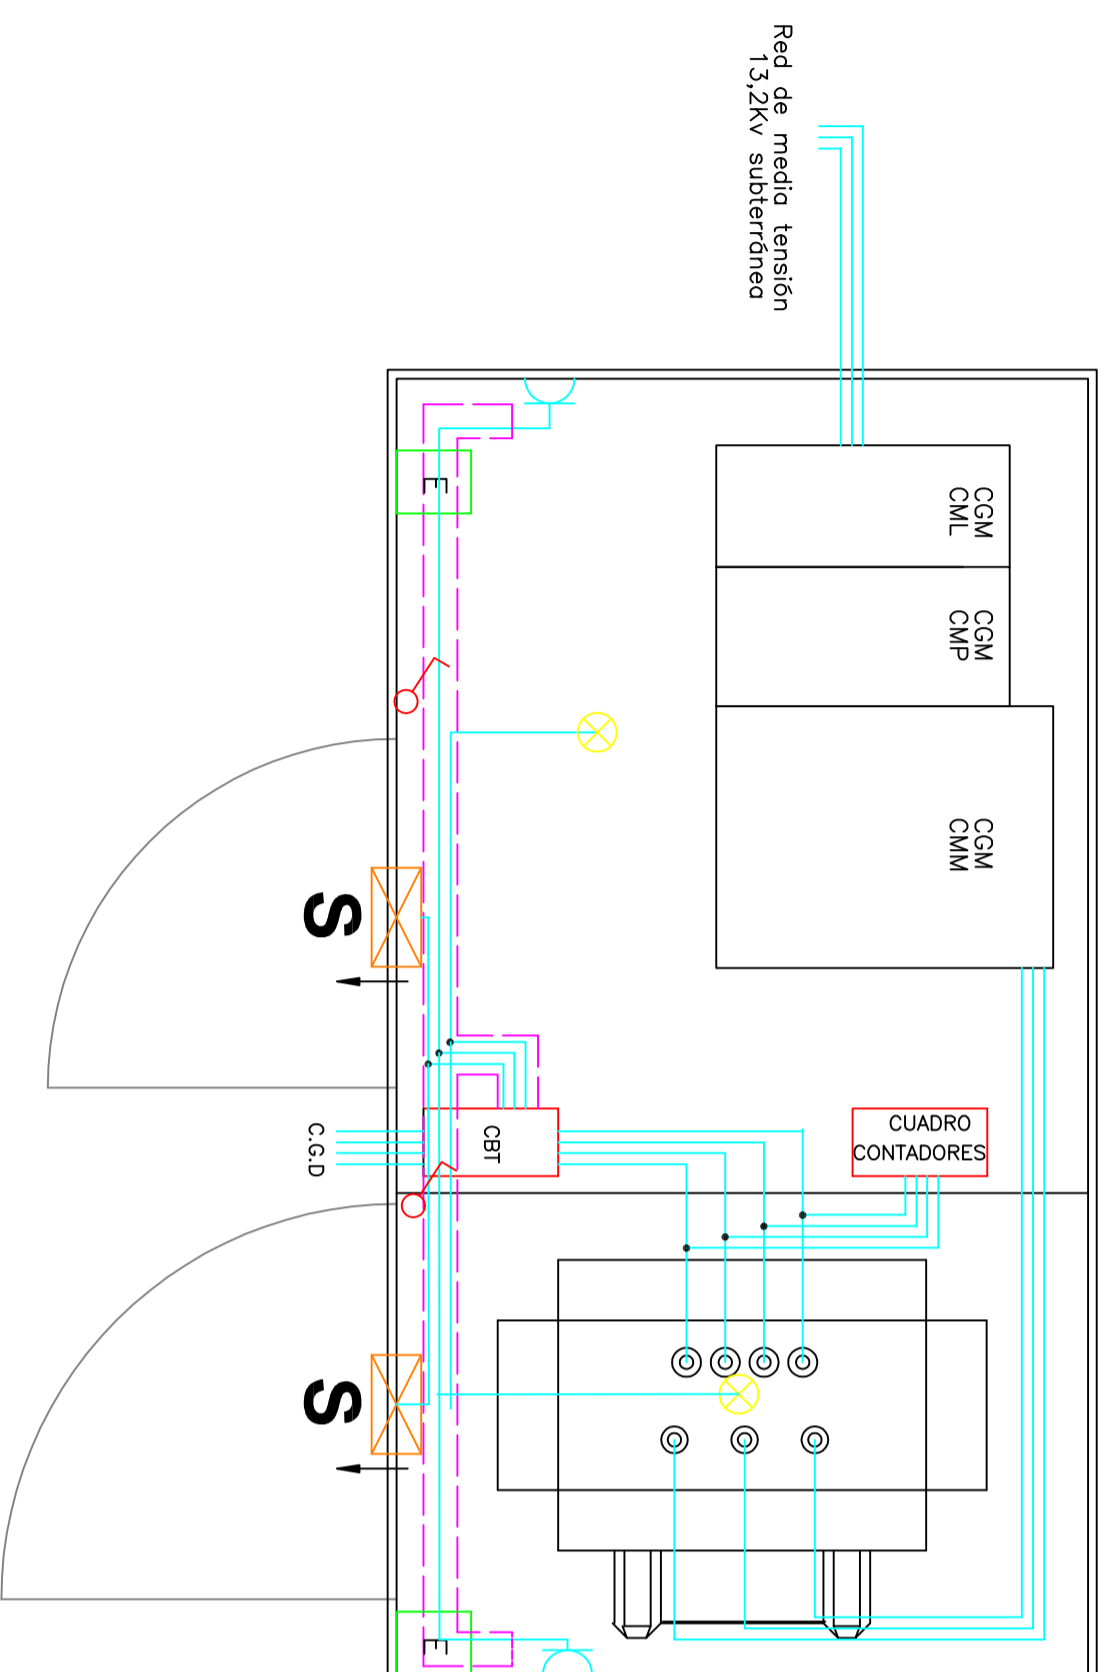 Red de media tensión
13,2Kv subterránea
CGM
CML
CGM
CMP
CGM
CMM
CUADRO
CONTADORES
CBT
C.G.D
E
S
S
E